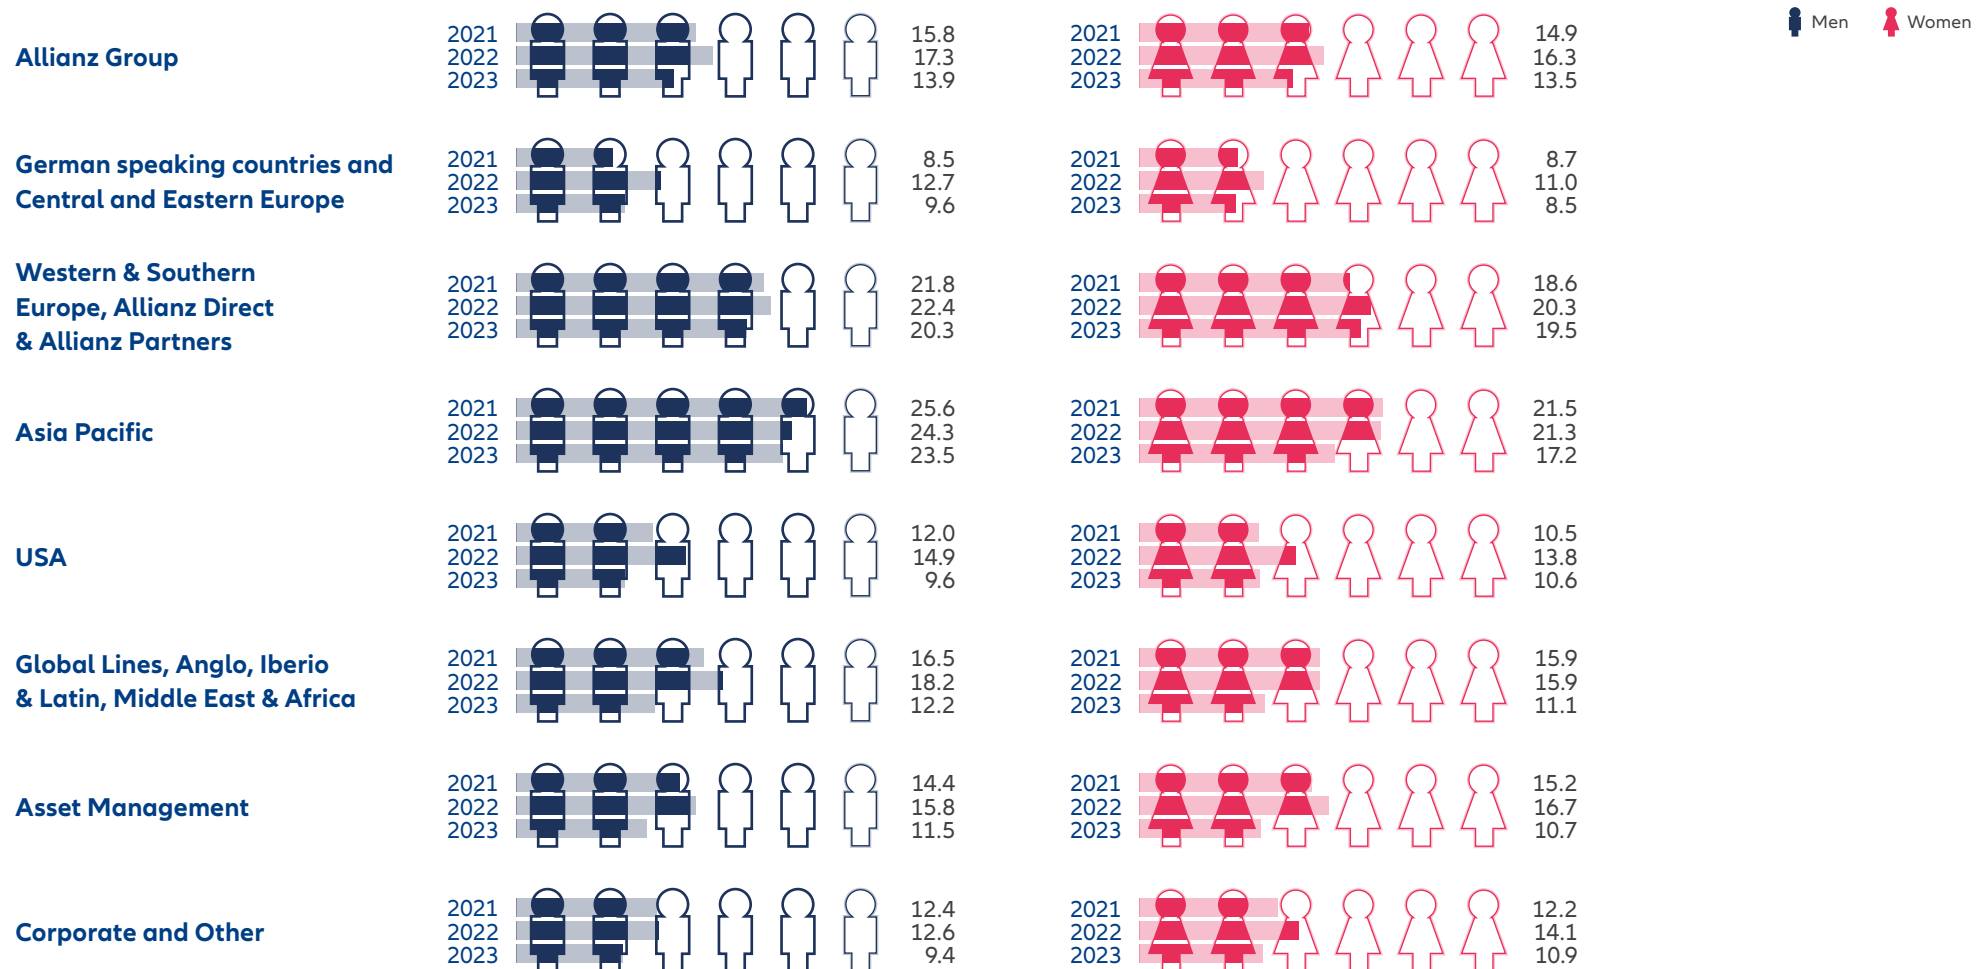 Men Women
Allianz Group
2021 15.8 2021 14.9
2022 17.3 2022 16.3
2023 13.9 2023 13.5
German speaking countries and
Central and Eastern Europe
2021 8.5 2021 8.7
2022 12.7 2022 11.0
2023 9.6 2023 8.5
Western & Southern
Europe, Allianz Direct
& Allianz Partners
2021 21.8 2021 18.6
2022 22.4 2022 20.3
2023 20.3 2023 19.5
Asia Pacific
2021 25.6 2021 21.5
2022 24.3 2022 21.3
2023 23.5 2023 17.2
USA
2021 12.0 2021 10.5
2022 14.9 2022 13.8
2023 9.6 2023 10.6
Global Lines, Anglo, Iberio
& Latin, Middle East & Africa
2021 16.5 2021 15.9
2022 18.2 2022 15.9
2023 12.2 2023 11.1
Asset Management
2021 14.4 2021 15.2
2022 15.8 2022 16.7
2023 11.5 2023 10.7
Corporate and Other
2021 12.4 2021 12.2
2022 12.6 2022 14.1
2023 9.4 2023 10.9